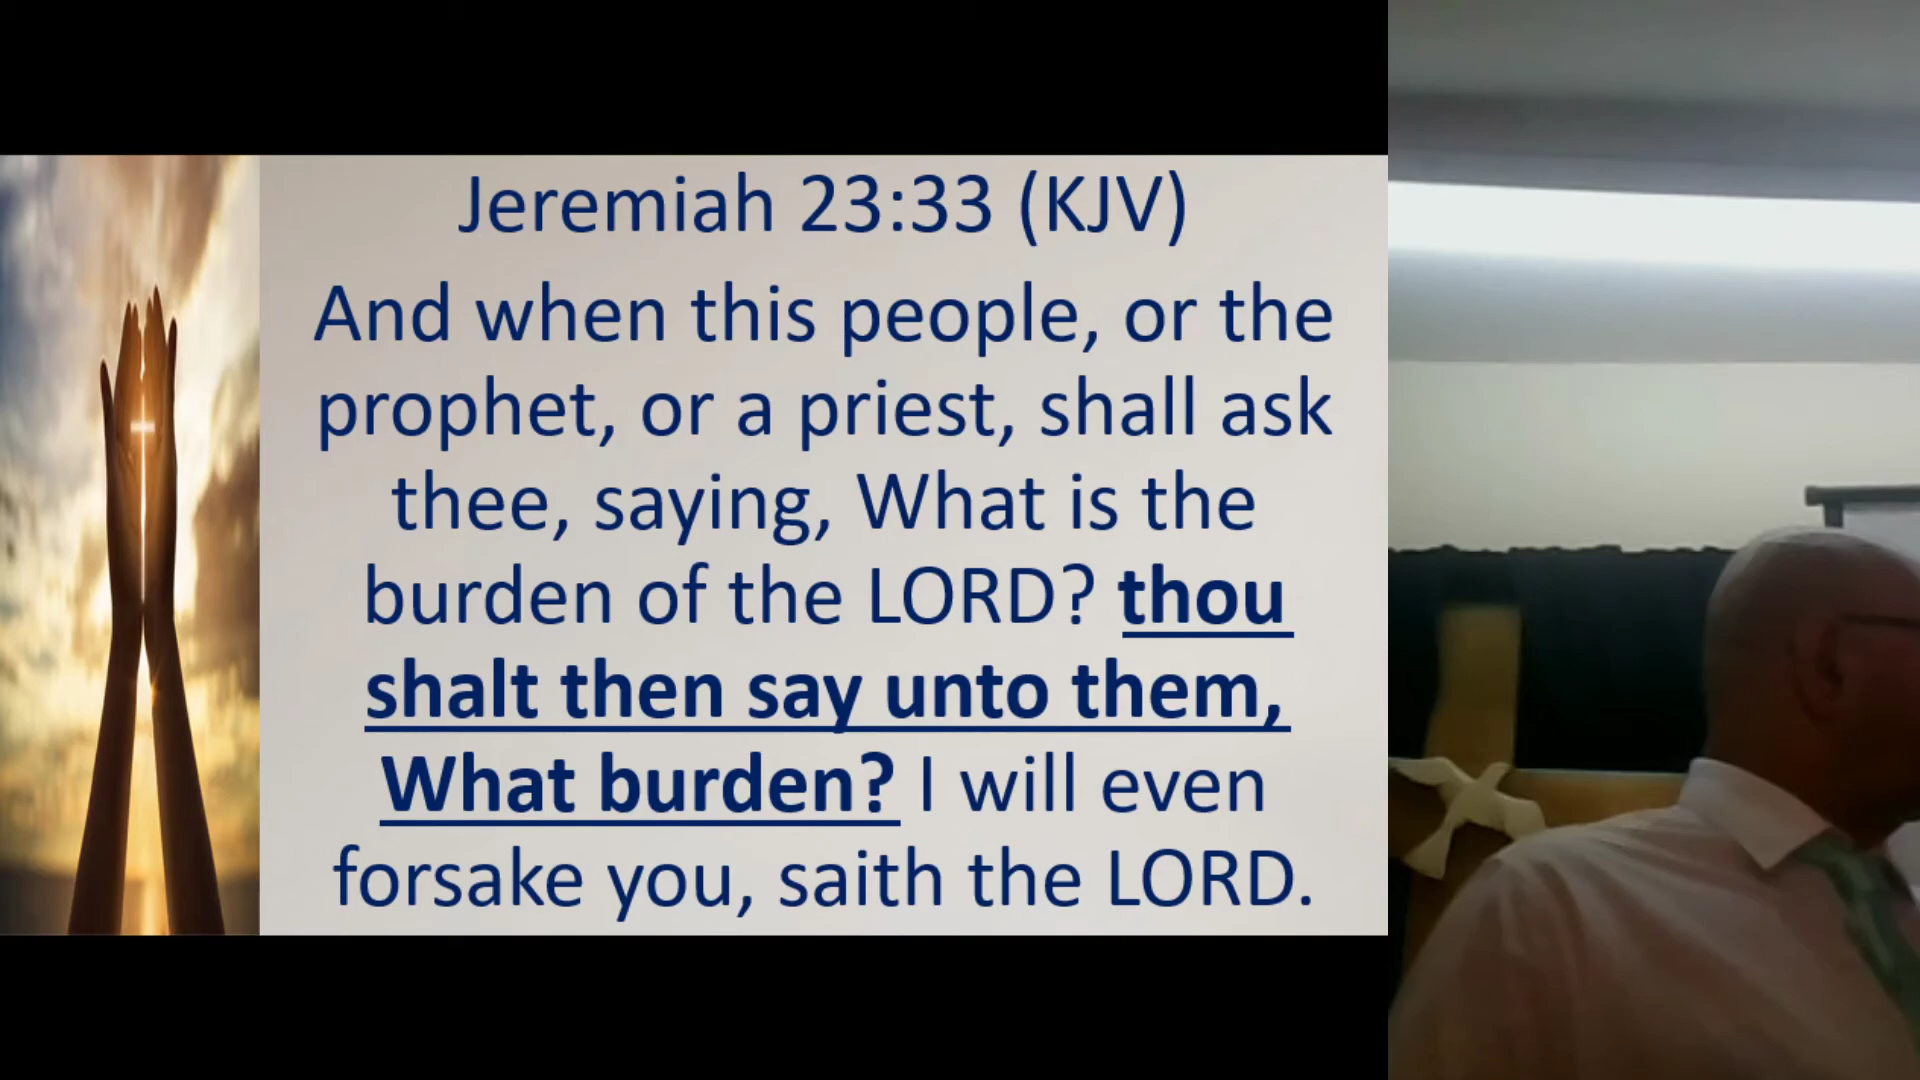 Jeremiah 23:33 (KJV)
And when this people, or the
prophet, or a priest, shall ask
thee, saying, What is the
burden of the LORD? thou
shalt then say unto them,
What burden? I will even
forsake you, saith the LORD.